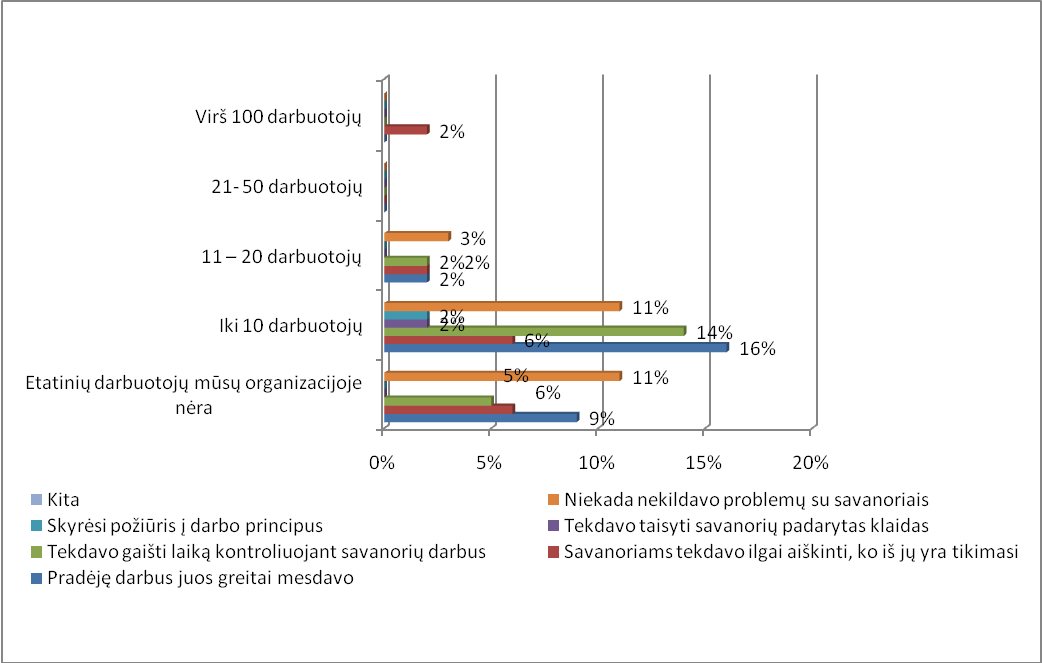 Virš 100 darbuotojų
2%
21- 50 darbuotojų
3%
11 – 20 darbuotojų
2%2%
2%
11%
2%
Iki 10 darbuotojų
2%
14%
6%
16%
5%
11%
Etatinių darbuotojų mūsų organizacijoje
nėra
6%
9%
0% 5% 10% 15% 20%
Kita
Niekada nekildavo problemų su savanoriais
Skyrėsi požiūris į darbo principus
Tekdavo taisyti savanorių padarytas klaidas
Tekdavo gaišti laiką kontroliuojant savanorių darbus
Savanoriams tekdavo ilgai aiškinti, ko iš jų yra tikimasi
Pradėję darbus juos greitai mesdavo